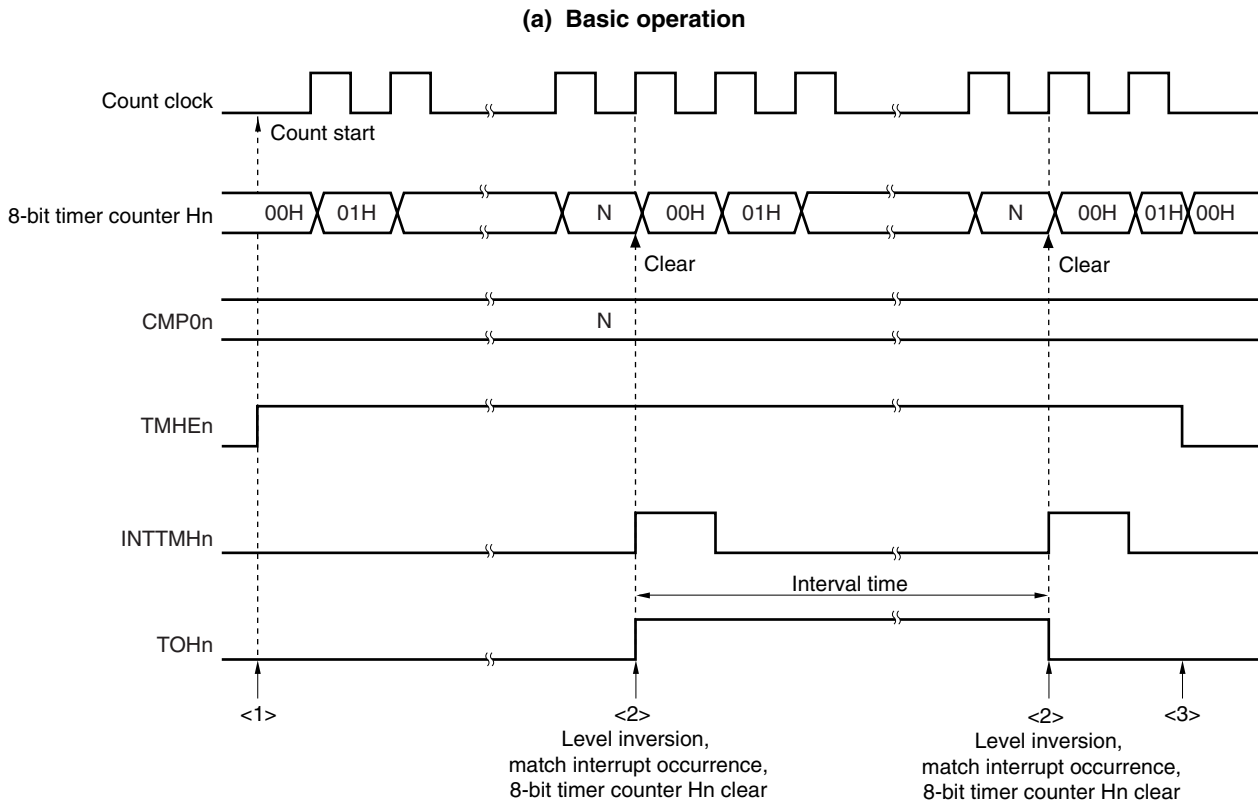 (a) Basic operation
Count clock
Count start
8-bit timer counter Hn
00H 01H N 00H 01H N 00H 01H 00H
Clear Clear
CMP0n
N
TMHEn
INTTMHn
Interval time
TOHn
<1> <2> <2> <3>
Level inversion,
match interrupt occurrence,
8-bit timer counter Hn clear
Level inversion,
match interrupt occurrence,
8-bit timer counter Hn clear